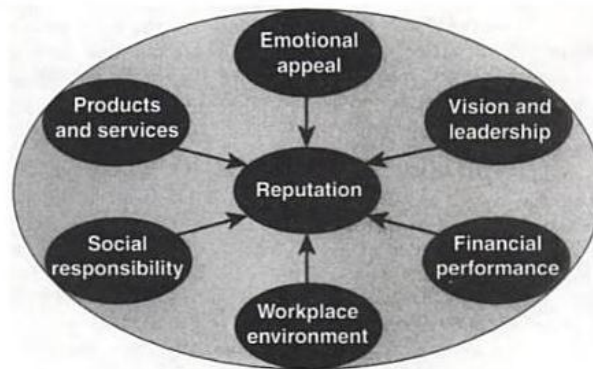 Emotional
appeal
Products
and services
Vision and
leadership
Reputation
Social
responsibility
Financial
performance
Workplace
environment